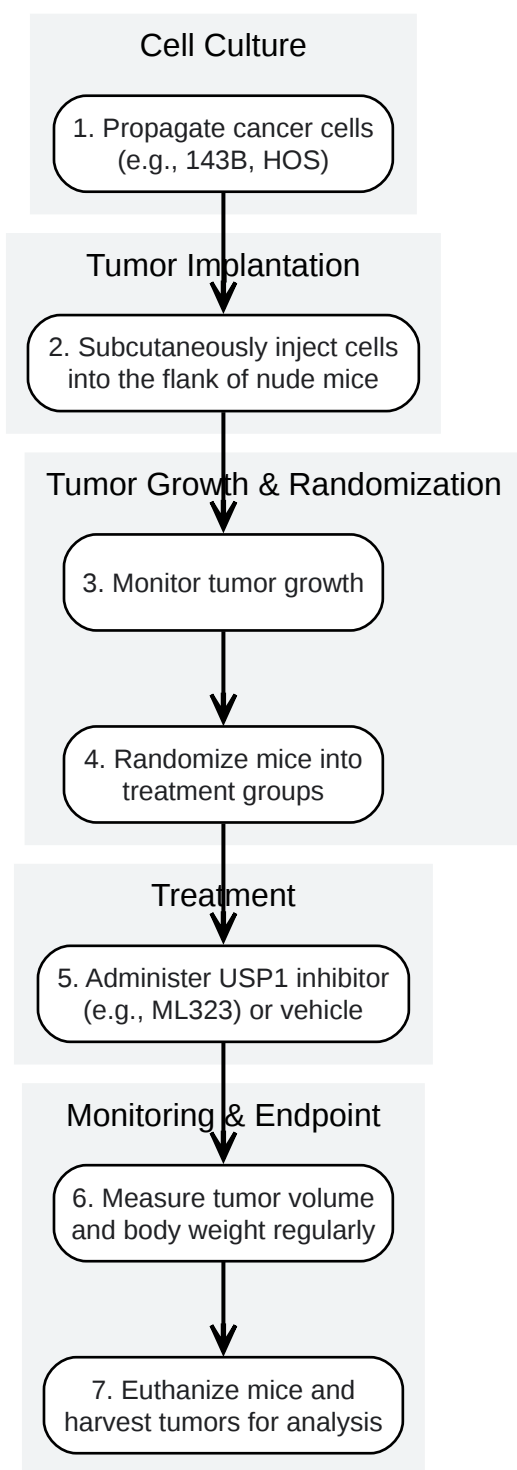 Cell Culture
1. Propagate cancer cells
(e.g., 143B, HOS)
Tumor Implantation
2. Subcutaneously inject cells
into the flank of nude mice
Tumor Growth & Randomization
3. Monitor tumor growth
4. Randomize mice into
treatment groups
Treatment
5. Administer USP1 inhibitor
(e.g., ML323) or vehicle
Monitoring & Endpoint
6. Measure tumor volume
and body weight regularly
7. Euthanize mice and
harvest tumors for analysis